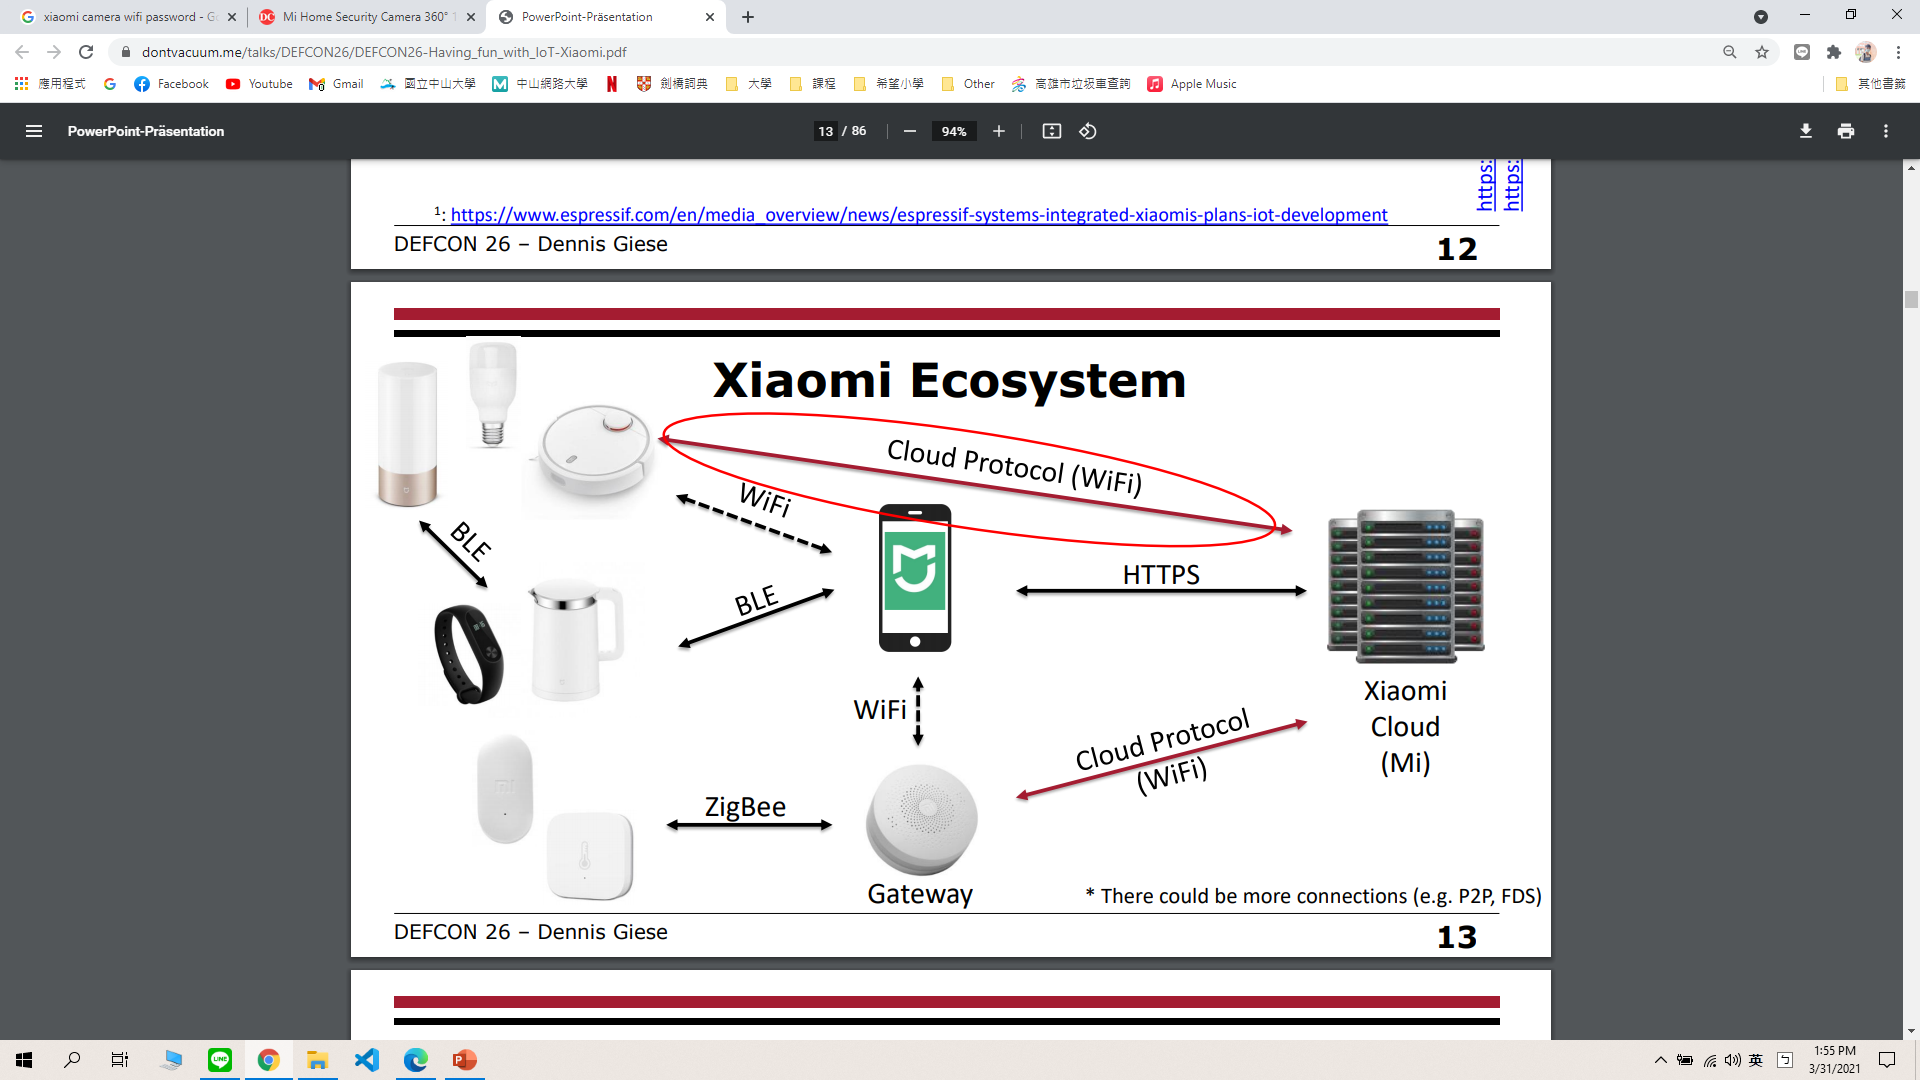 xiaomi camera wifi password - G
Mi Home Security Camera 360°
PowerPoint-Präsentation
dontvacuum.me/talks/DEFCON26/DEFCON26-Having_fun_with_IoT-Xiaomi.pdf
應用程式
Facebook
Youtube
Gmail
國立中山大學
中山網路大學
劍橋詞典
大學
課程
希望小學
Other
高雄市垃圾車查詢
Apple Music
其他書籤
PowerPoint-Präsentation
13 / 86
94%
https:
https:
1: https://www.espressif.com/en/media_overview/news/espressif-systems-integrated-xiaomis-plans-iot-development
DEFCON 26 – Dennis Giese
12
Xiaomi Ecosystem
Cloud Protocol (WiFi)
WiFi
BLE
HTTPS
BLE
WiFi
Xiaomi
Cloud
(Mi)
Cloud Protocol
(WiFi)
ZigBee
Gateway
* There could be more connections (e.g. P2P, FDS)
DEFCON 26 – Dennis Giese
13
英
1:55 PM
3/31/2021